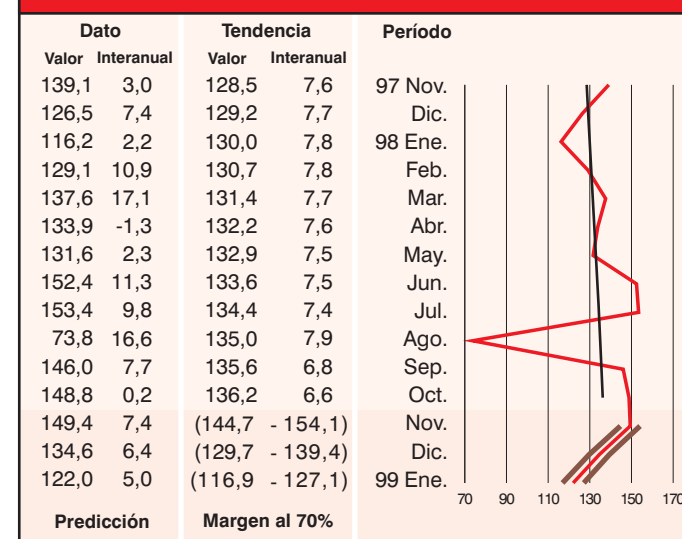 Dato Tendencia Período
Valor Interanual Valor Interanual
139,1 3,0 128,5 7,6 97 Nov.
126,5 7,4 129,2 7,7 Dic.
116,2 2,2 130,0 7,8 98 Ene.
129,1 10,9 130,7 7,8 Feb.
137,6 17,1 131,4 7,7 Mar.
133,9 -1,3 132,2 7,6 Abr.
131,6 2,3 132,9 7,5 May.
152,4 11,3 133,6 7,5 Jun.
153,4 9,8 134,4 7,4 Jul.
73,8 16,6 135,0 7,9 Ago.
146,0 7,7 135,6 6,8 Sep.
148,8 0,2 136,2 6,6 Oct.
149,4 7,4 (144,7 - 154,1) Nov.
134,6 6,4 (129,7 - 139,4) Dic.
122,0 5,0 (116,9 - 127,1) 99 Ene.
70 90 110 130 150 170
Predicción Margen al 70%